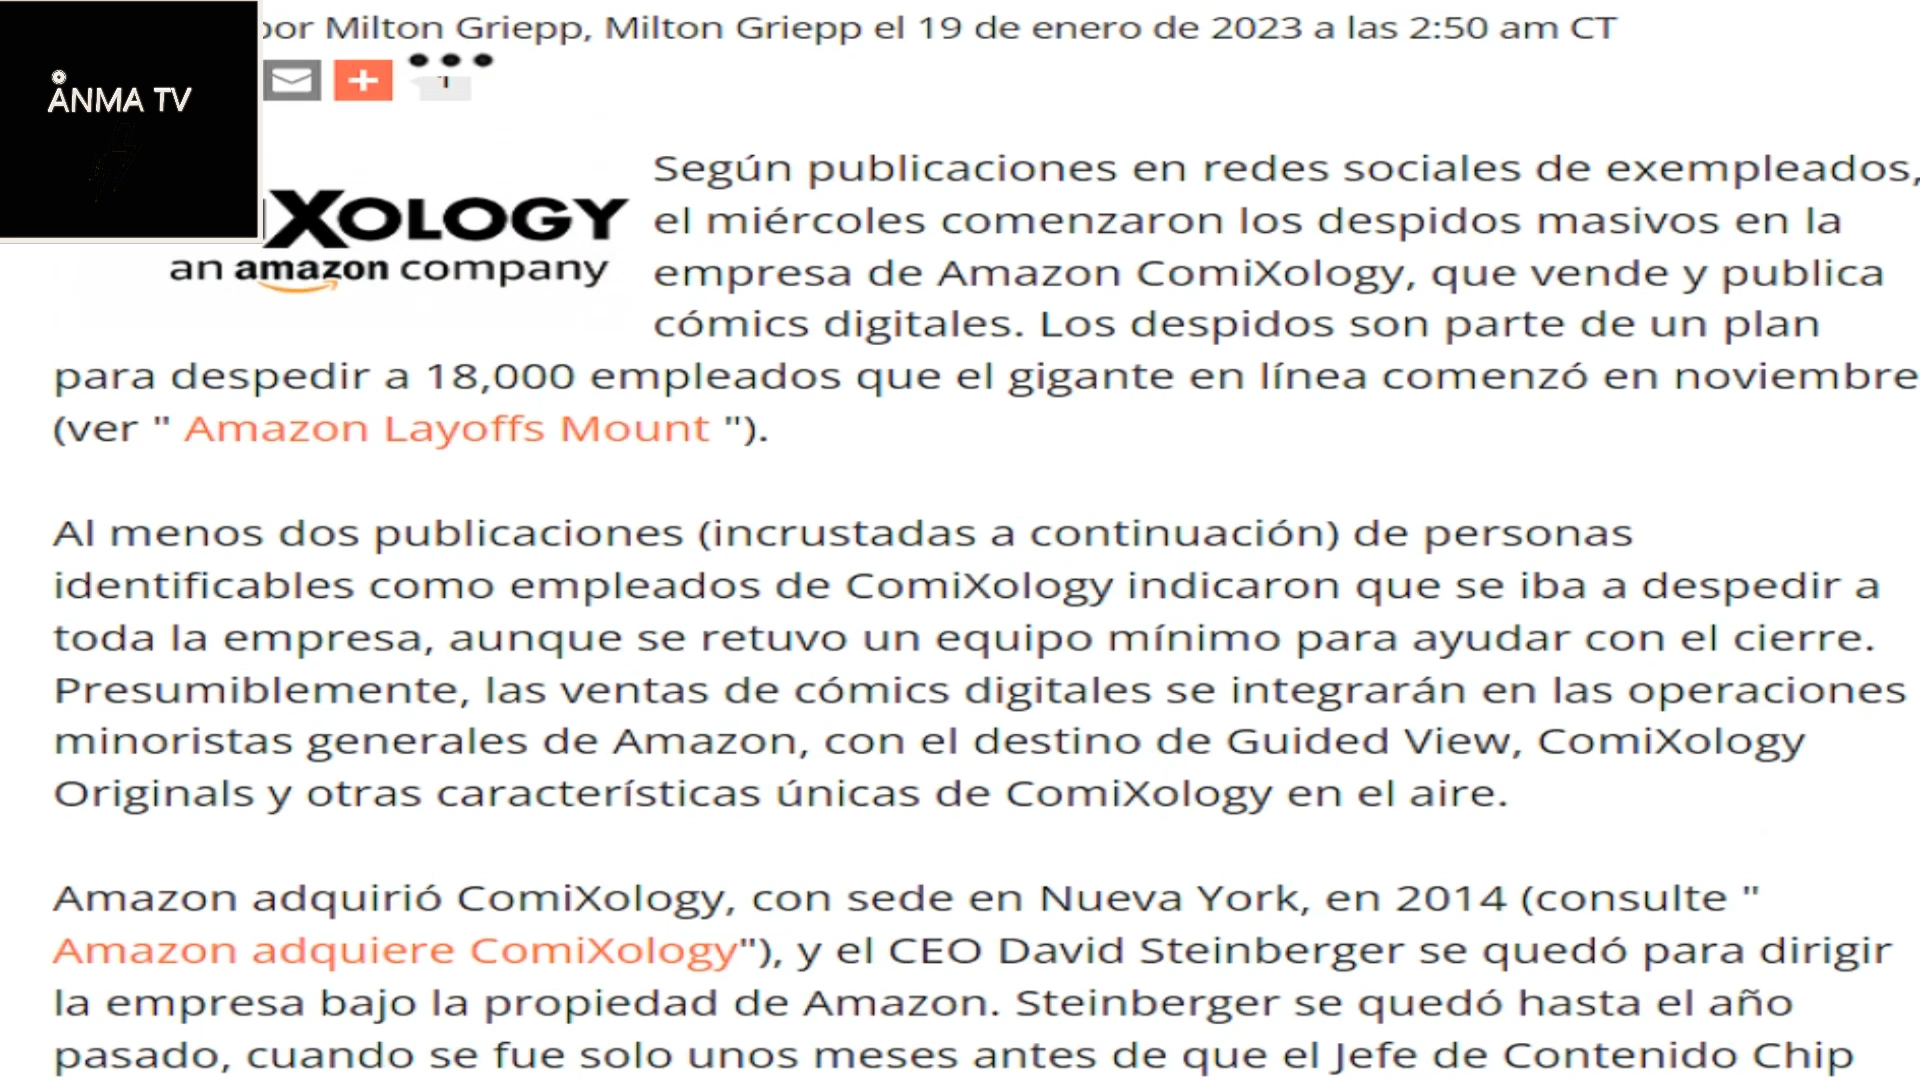 por Milton Griepp, Milton Griepp el 19 de enero de 2023 a las 2:50 am CT
ANMA TV
XOLOGY
an amazon company
Según publicaciones en redes sociales de exempleados,
el miércoles comenzaron los despidos masivos en la
empresa de Amazon ComiXology, que vende y publica
cómics digitales. Los despidos son parte de un plan
para despedir a 18,000 empleados que el gigante en línea comenzó en noviembre
(ver " Amazon Layoffs Mount ").
Al menos dos publicaciones (incrustadas a continuación) de personas
identificables como empleados de ComiXology indicaron que se iba a despedir a
toda la empresa, aunque se retuvo un equipo mínimo para ayudar con el cierre.
Presumiblemente, las ventas de cómics digitales se integrarán en las operaciones
minoristas generales de Amazon, con el destino de Guided View, ComiXology
Originals y otras características únicas de ComiXology en el aire.
Amazon adquirió ComiXology, con sede en Nueva York, en 2014 (consulte "
Amazon adquiere ComiXology"), y el CEO David Steinberger se quedó para dirigir
la empresa bajo la propiedad de Amazon. Steinberger se quedó hasta el año
pasado, cuando se fue solo unos meses antes de que el Jefe de Contenido Chip